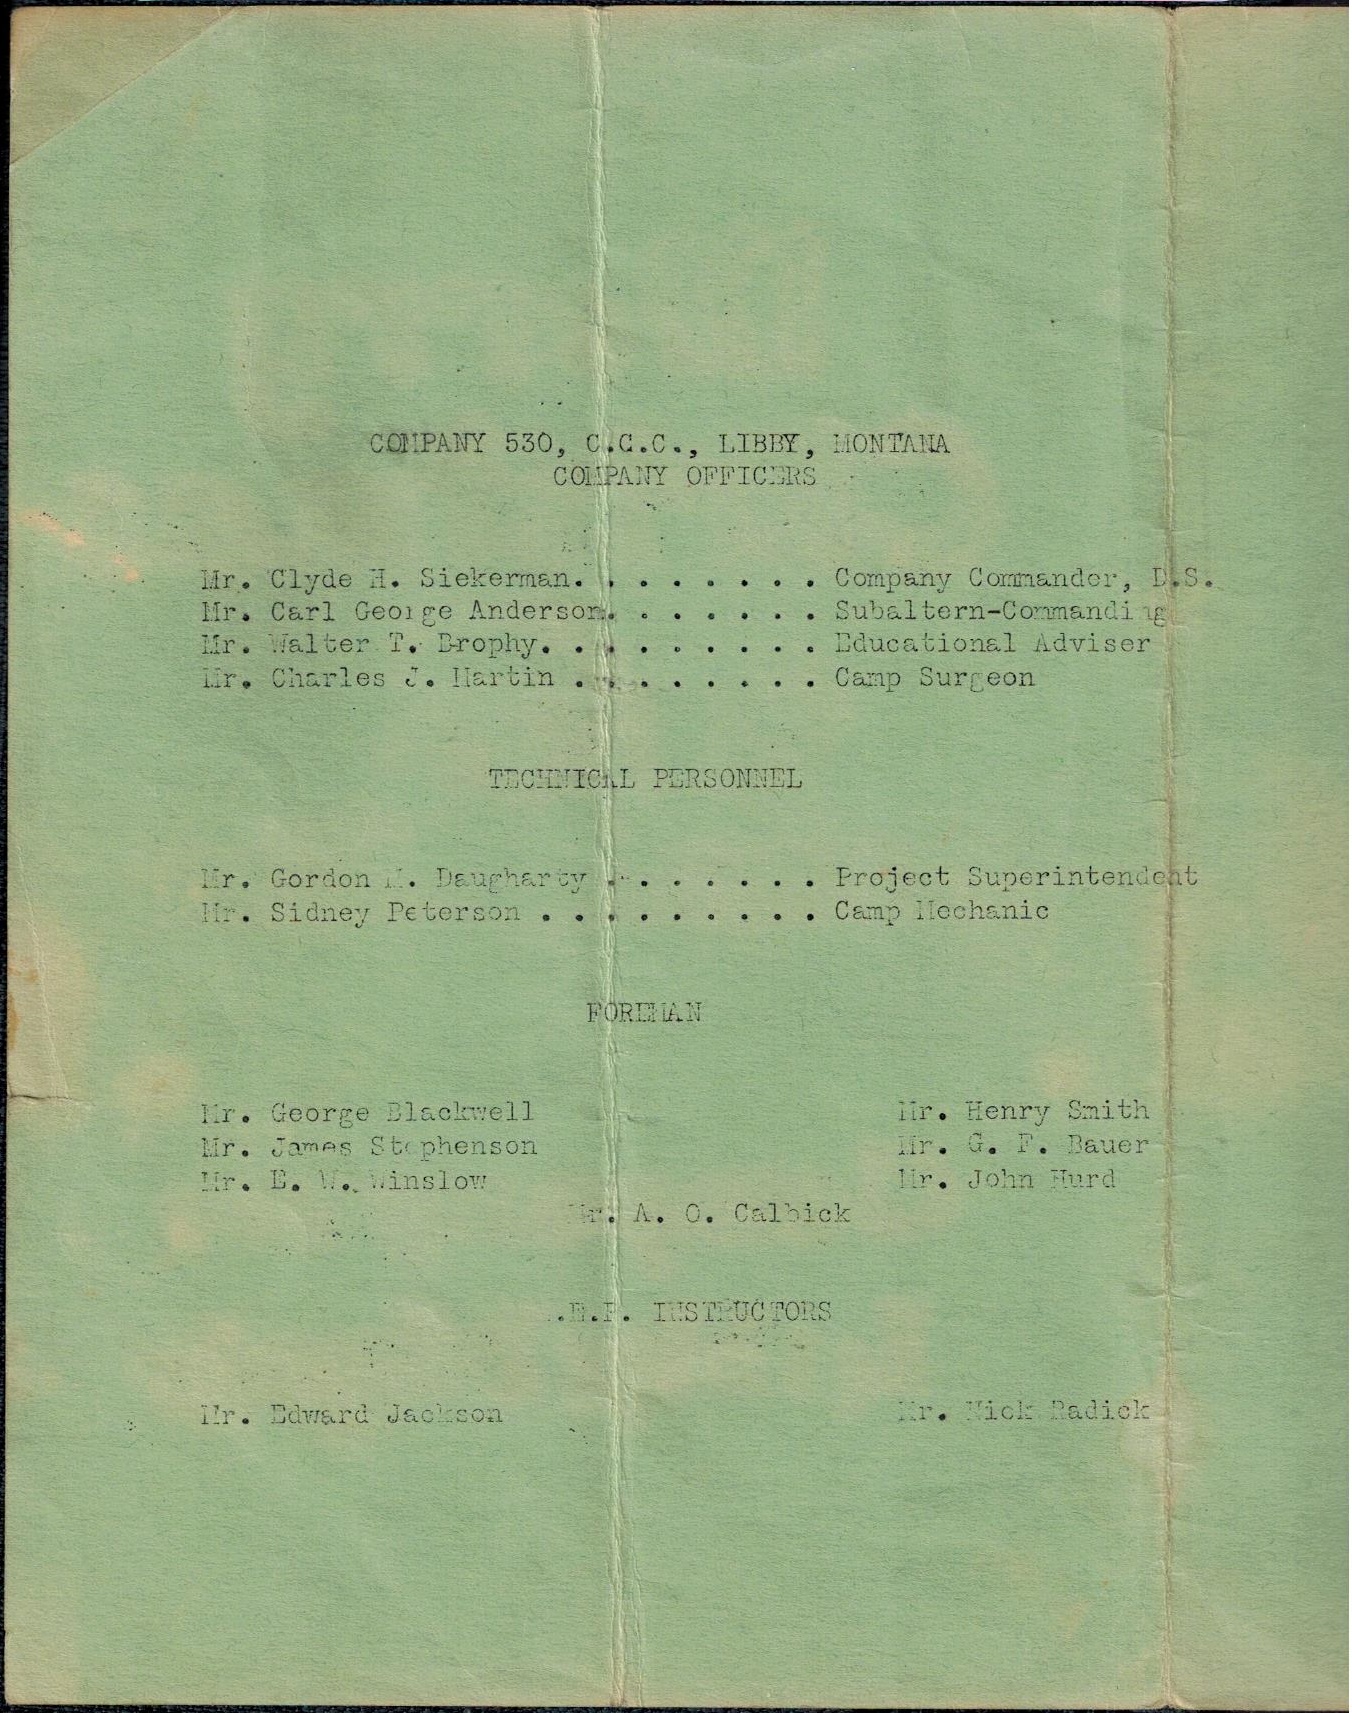 COMPANY 530, C.C.C., LIBBY, MONTANA
COMPANY OFFICERS
Mr. Clyde H. Siekerman. . . . . . . . Company Commander, D.S.
Mr. Carl George Anderson. . . . . . . Subaltern-Commanding
Mr. Walter T. Brophy. . . . . . . . . Educational Adviser
Mr. Charles J. Martin . . . . . . . . Camp Surgeon
TECHNICAL PERSONNEL
Mr. Gordon M. Daugharty . . . . . . . Project Superintendent
Mr. Sidney Peterson . . . . . . . . . Camp Mechanic
FOREMAN
Mr. George Blackwell Mr. Henry Smith
Mr. James Stephenson Mr. G. F. Bauer
Mr. E. W. Winslow Mr. John Hurd
Mr. A. O. Calbick
INSTRUCTORS
Mr. Edward Jackson Mr. Nick Radick